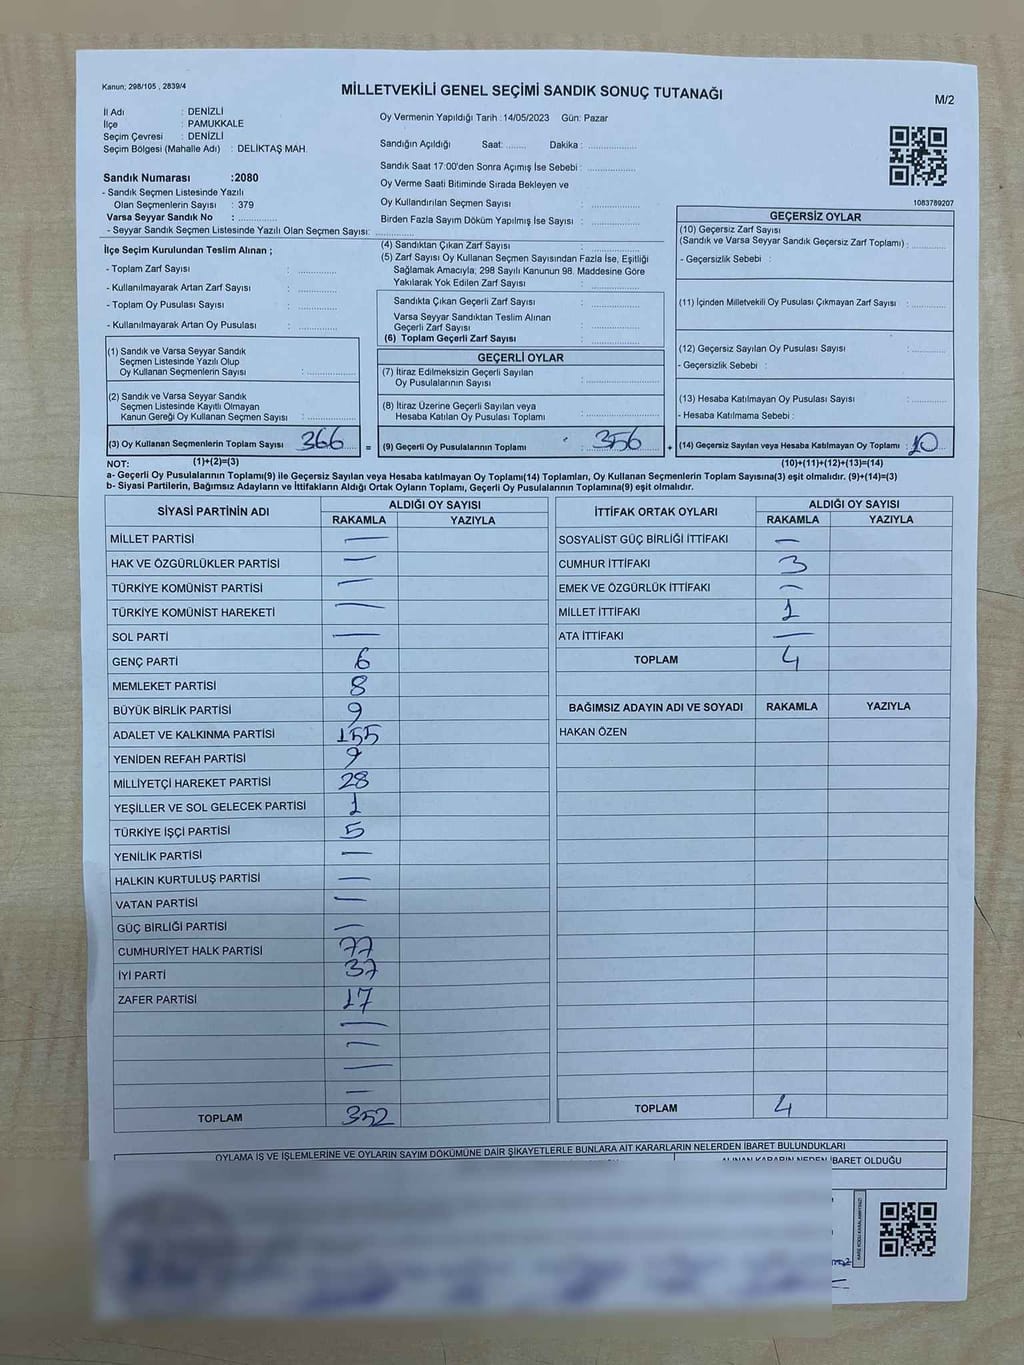 Kanun; 298/105 , 2839/4
MİLLETVEKİLİ GENEL SEÇİMİ SANDIK SONUÇ TUTANAĞI
M/2
İl Adı : DENİZLİ
İlçe : PAMUKKALE
Seçim Çevresi : DENİZLİ
Seçim Bölgesi (Mahalle Adı) : DELİKTAŞ MAH.
Sandık Numarası :2080
- Sandık Seçmen Listesinde Yazılı
Olan Seçmenlerin Sayısı : 379
Varsa Seyyar Sandık No : ..............
- Seyyar Sandık Seçmen Listesinde Yazılı Olan Seçmen Sayısı: ..............
Oy Vermenin Yapıldığı Tarih : 14/05/2023 Gün: Pazar
Sandığın Açıldığı Saat: ....... Dakika : ..............
Sandık Saat 17:00'den Sonra Açımış İse Sebebi : ..............
Oy Verme Saati Bitiminde Sırada Bekleyen ve
Oy Kullandırılan Seçmen Sayısı : ..............
Birden Fazla Sayım Döküm Yapılmış İse Sayısı : ..............
1083789207
İlçe Seçim Kurulundan Teslim Alınan ;
- Toplam Zarf Sayısı : ..............
- Kullanılmayarak Artan Zarf Sayısı : ..............
- Toplam Oy Pusulası Sayısı : ..............
- Kullanılmayarak Artan Oy Pusulası : ..............
(4) Sandıktan Çıkan Zarf Sayısı : ..............
(5) Zarf Sayısı Oy Kullanan Seçmen Sayısından Fazla İse, Eşitliği
Sağlamak Amacıyla; 298 Sayılı Kanunun 98. Maddesine Göre
Yakılarak Yok Edilen Zarf Sayısı : ..............
Sandıkta Çıkan Geçerli Zarf Sayısı : ..............
Varsa Seyyar Sandıktan Teslim Alınan
Geçerli Zarf Sayısı : ..............
(6) Toplam Geçerli Zarf Sayısı : ..............
GEÇERSİZ OYLAR
(10) Geçersiz Zarf Sayısı
(Sandık ve Varsa Seyyar Sandık Geçersiz Zarf Toplamı) : ..............
- Geçersizlik Sebebi :
(11) İçinden Milletvekili Oy Pusulası Çıkmayan Zarf Sayısı : ..............
(12) Geçersiz Sayılan Oy Pusulası Sayısı : ..............
- Geçersizlik Sebebi :
(13) Hesaba Katılmayan Oy Pusulası Sayısı : ..............
- Hesaba Katılmama Sebebi :
(1) Sandık ve Varsa Seyyar Sandık
Seçmen Listesinde Yazılı Olup
Oy Kullanan Seçmenlerin Sayısı : ..............
(2) Sandık ve Varsa Seyyar Sandık
Seçmen Listesinde Kayıtlı Olmayan
Kanun Gereği Oy Kullanan Seçmen Sayısı : ..............
GEÇERLİ OYLAR
(7) İtiraz Edilmeksizin Geçerli Sayılan
Oy Pusulalarının Sayısı : ..............
(8) İtiraz Üzerine Geçerli Sayılan veya
Hesaba Katılan Oy Pusulası Toplamı : ..............
(3) Oy Kullanan Seçmenlerin Toplam Sayısı 366 = (9) Geçerli Oy Pusulalarının Toplamı : 356 + (14) Geçersiz Sayılan veya Hesaba Katılmayan Oy Toplamı : 10
NOT: (1)+(2)=(3) (10)+(11)+(12)+(13)=(14)
a- Geçerli Oy Pusulalarının Toplamı(9) ile Geçersiz Sayılan veya Hesaba katılmayan Oy Toplamı(14) Toplamları, Oy Kullanan Seçmenlerin Toplam Sayısına(3) eşit olmalıdır. (9)+(14)=(3)
b- Siyasi Partilerin, Bağımsız Adayların ve İttifakların Aldığı Ortak Oyların Toplamı, Geçerli Oy Pusulalarının Toplamına(9) eşit olmalıdır.
SİYASİ PARTİNİN ADI ALDIĞI OY SAYISI
RAKAMLA YAZIYLA
MİLLET PARTİSİ —
HAK VE ÖZGÜRLÜKLER PARTİSİ —
TÜRKİYE KOMÜNİST PARTİSİ —
TÜRKİYE KOMÜNİST HAREKETİ —
SOL PARTİ —
GENÇ PARTİ 6
MEMLEKET PARTİSİ 8
BÜYÜK BİRLİK PARTİSİ 9
ADALET VE KALKINMA PARTİSİ 155
YENİDEN REFAH PARTİSİ 9
MİLLİYETÇİ HAREKET PARTİSİ 28
YEŞİLLER VE SOL GELECEK PARTİSİ 1
TÜRKİYE İŞÇİ PARTİSİ 5
YENİLİK PARTİSİ —
HALKIN KURTULUŞ PARTİSİ —
VATAN PARTİSİ —
GÜÇ BİRLİĞİ PARTİSİ —
CUMHURİYET HALK PARTİSİ 77
İYİ PARTİ 37
ZAFER PARTİSİ 17
—
—
—
—
TOPLAM 352
İTTİFAK ORTAK OYLARI ALDIĞI OY SAYISI
RAKAMLA YAZIYLA
SOSYALİST GÜÇ BİRLİĞİ İTTİFAKI —
CUMHUR İTTİFAKI 3
EMEK VE ÖZGÜRLÜK İTTİFAKI —
MİLLET İTTİFAKI 1
ATA İTTİFAKI —
TOPLAM 4
BAĞIMSIZ ADAYIN ADI VE SOYADI RAKAMLA YAZIYLA
HAKAN ÖZEN
TOPLAM 4
OYLAMA İŞ VE İŞLEMLERİNE VE OYLARIN SAYIM DÖKÜMÜNE DAİR ŞİKAYETLERLE BUNLARA AİT KARARLARIN NELERDEN İBARET BULUNDUKLARI
ALINAN KARARIN NEDEN İBARET OLDUĞU